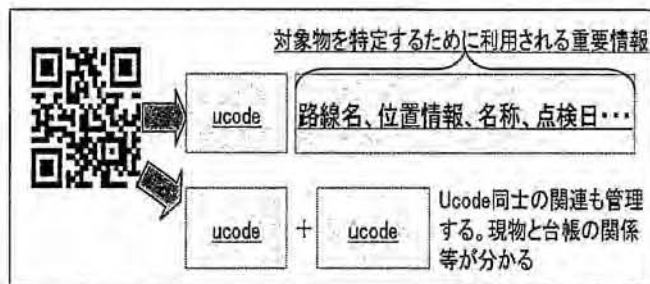 対象物を特定するために利用される重要情報
ucode
路線名、位置情報、名称、点検日・・・
ucode + ucode
Ucode同士の関連も管理
する。現物と台帳の関係
等が分かる